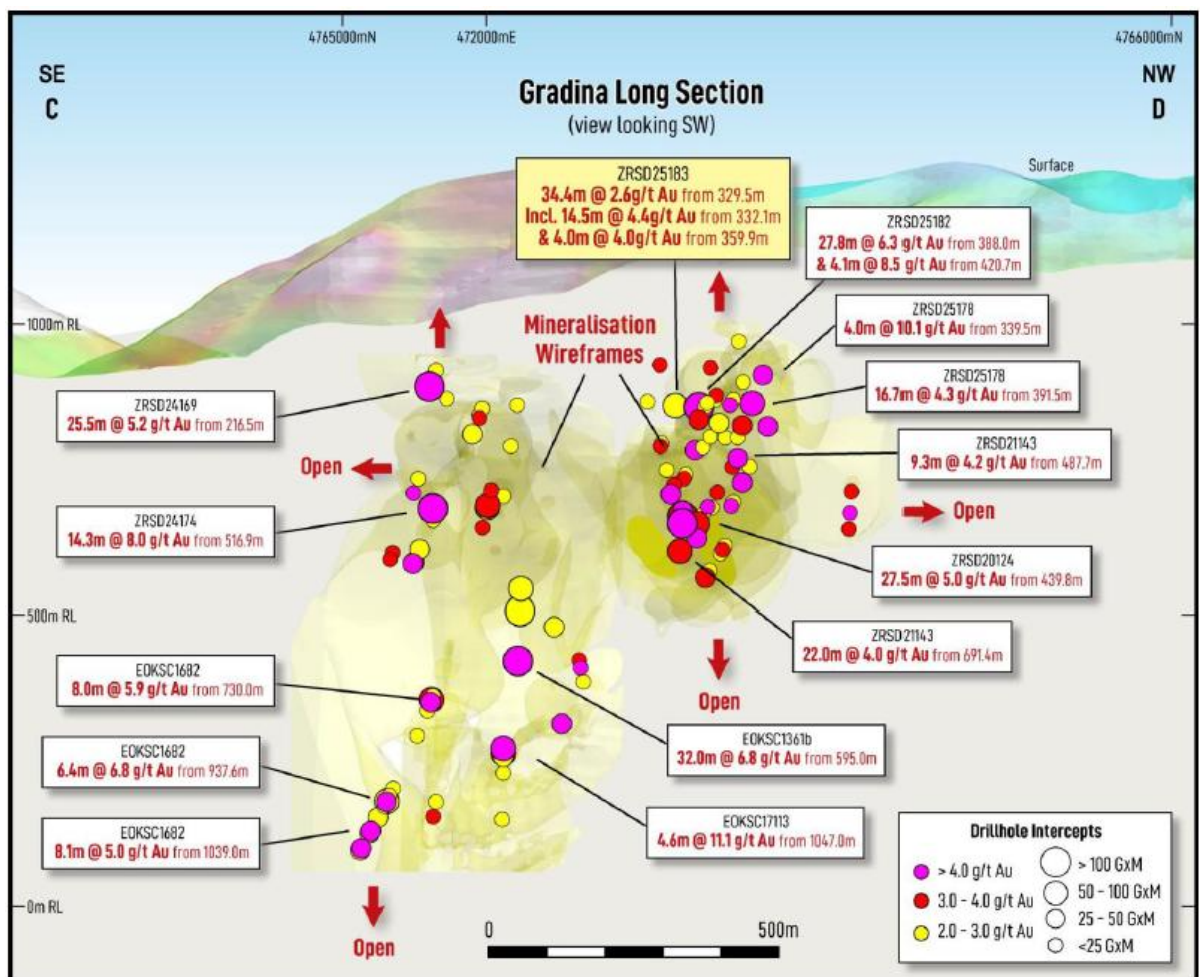 4765000mN
472000mE
4766000mN
SE
C
NW
D
Gradina Long Section
(view looking SW)
Surface
ZRSD25183
34.4m @ 2.6g/t Au from 329.5m
Incl. 14.5m @ 4.4g/t Au from 332.1m
& 4.0m @ 4.0g/t Au from 359.9m
ZRSD25182
27.8m @ 6.3 g/t Au from 388.0m
& 4.1m @ 8.5 g/t Au from 420.7m
1000m RL
Mineralisation
Wireframes
ZRSD25178
4.0m @ 10.1 g/t Au from 339.5m
ZRSD25178
16.7m @ 4.3 g/t Au from 391.5m
ZRSD24169
25.5m @ 5.2 g/t Au from 216.5m
ZRSD21143
9.3m @ 4.2 g/t Au from 487.7m
Open
Open
ZRSD24174
14.3m @ 8.0 g/t Au from 516.9m
ZRSD20124
27.5m @ 5.0 g/t Au from 439.8m
500m RL
ZRSD21143
22.0m @ 4.0 g/t Au from 691.4m
Open
EOKSC1682
8.0m @ 5.9 g/t Au from 730.0m
EOKSC1361b
32.0m @ 6.8 g/t Au from 595.0m
EOKSC1682
6.4m @ 6.8 g/t Au from 937.6m
EOKSC1682
8.1m @ 5.0 g/t Au from 1039.0m
EOKSC17113
4.6m @ 11.1 g/t Au from 1047.0m
0m RL
Open
0
500m
Drillhole Intercepts
> 4.0 g/t Au
3.0 - 4.0 g/t Au
2.0 - 3.0 g/t Au
> 100 GxM
50 - 100 GxM
25 - 50 GxM
<25 GxM